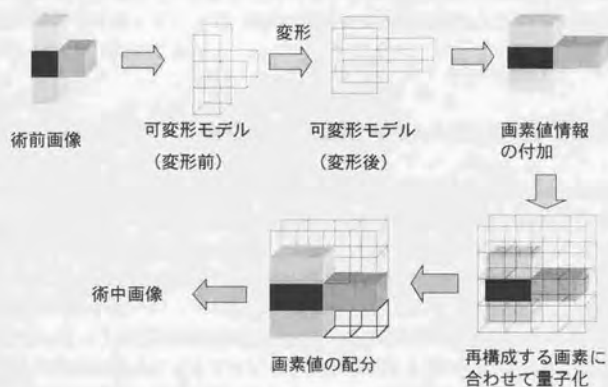 変形
術前画像
可変形モデル
（変形前）
可変形モデル
（変形後）
画素値情報
の付加
再構成する画素に
合わせて量子化
画素値の配分
術中画像